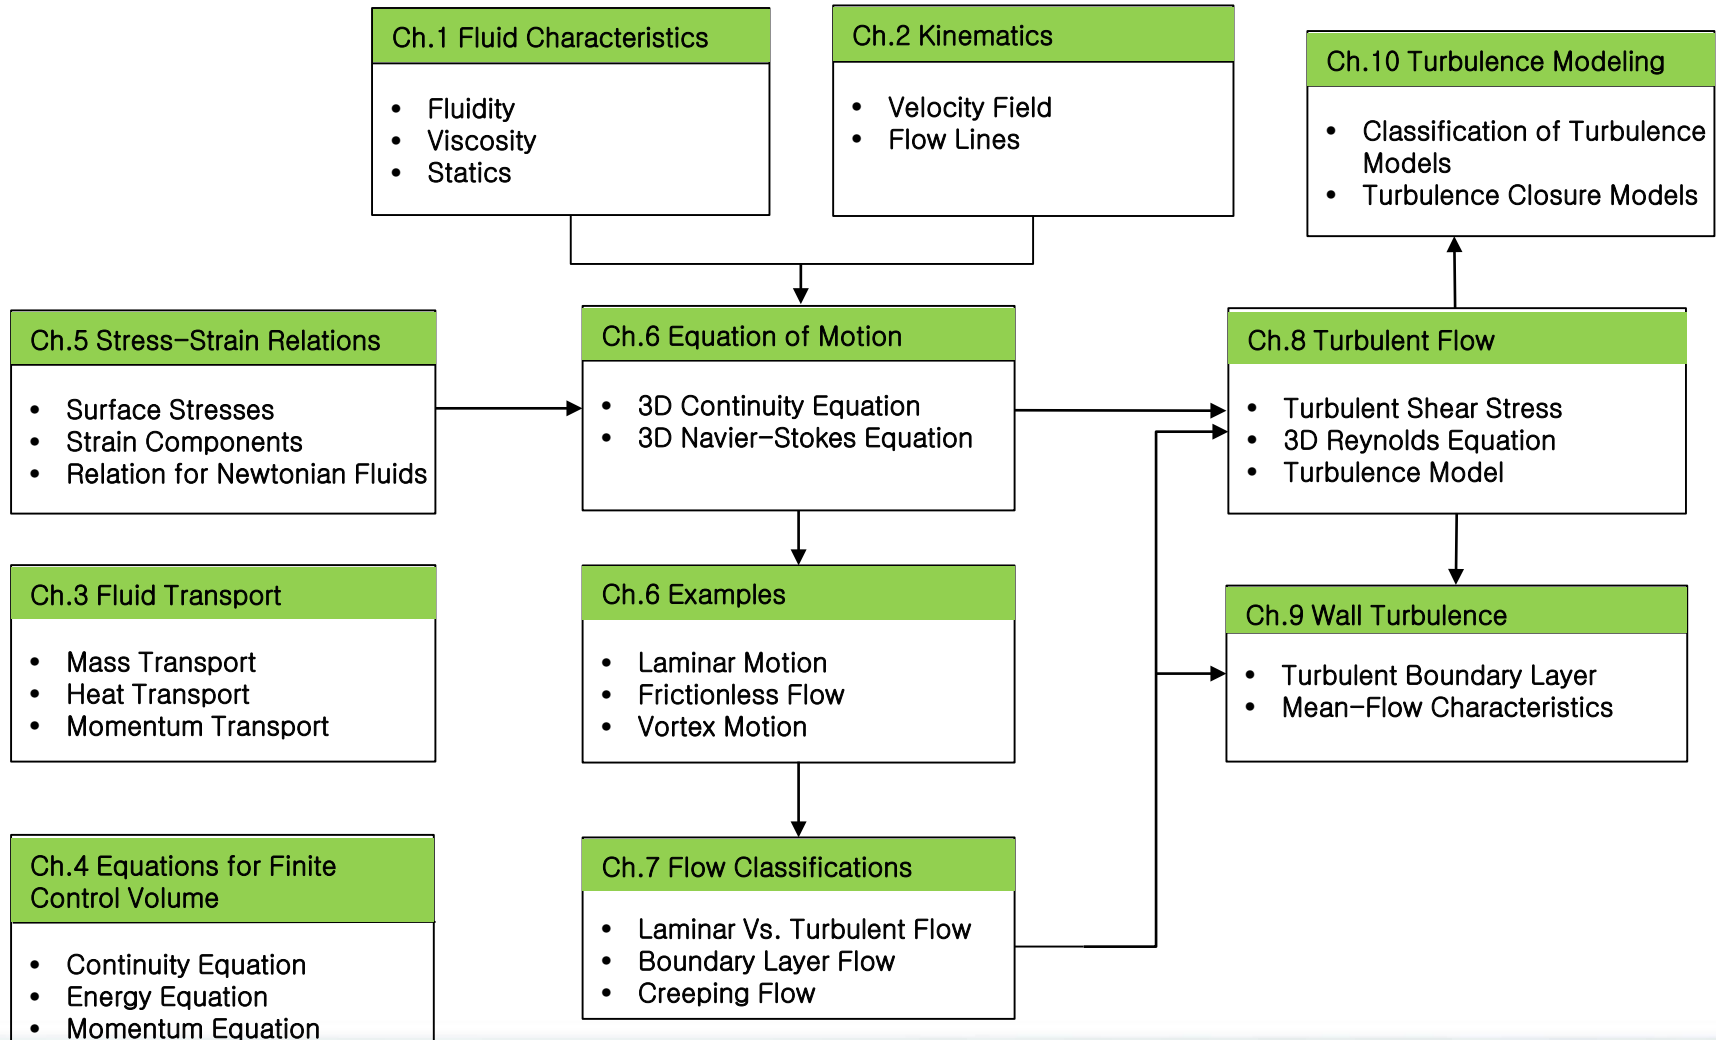 Ch.1 Fluid Characteristics
• Fluidity
• Viscosity
• Statics
Ch.2 Kinematics
• Velocity Field
• Flow Lines
Ch.10 Turbulence Modeling
• Classification of Turbulence
Models
• Turbulence Closure Models
Ch.5 Stress-Strain Relations
• Surface Stresses
• Strain Components
• Relation for Newtonian Fluids
Ch.6 Equation of Motion
• 3D Continuity Equation
• 3D Navier-Stokes Equation
Ch.8 Turbulent Flow
• Turbulent Shear Stress
• 3D Reynolds Equation
• Turbulence Model
Ch.3 Fluid Transport
• Mass Transport
• Heat Transport
• Momentum Transport
Ch.6 Examples
• Laminar Motion
• Frictionless Flow
• Vortex Motion
Ch.9 Wall Turbulence
• Turbulent Boundary Layer
• Mean-Flow Characteristics
Ch.4 Equations for Finite
Control Volume
• Continuity Equation
• Energy Equation
• Momentum Equation
Ch.7 Flow Classifications
• Laminar Vs. Turbulent Flow
• Boundary Layer Flow
• Creeping Flow